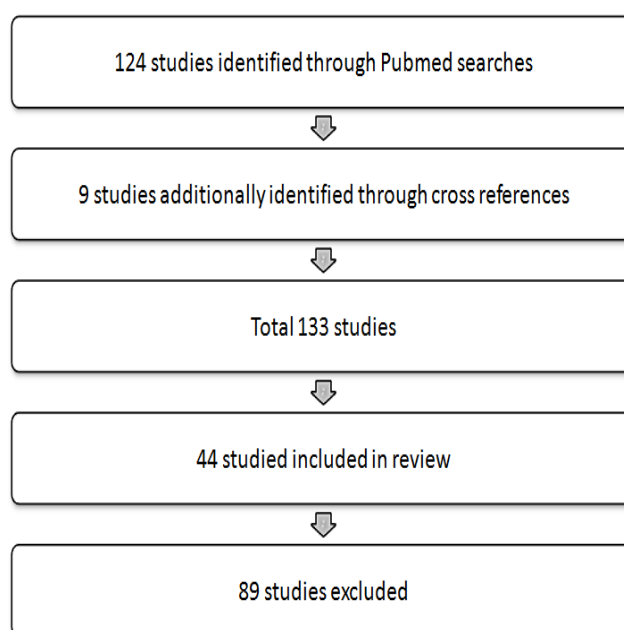 124 studies identified through Pubmed searches
9 studies additionally identified through cross references
Total 133 studies
44 studied included in review
89 studies excluded